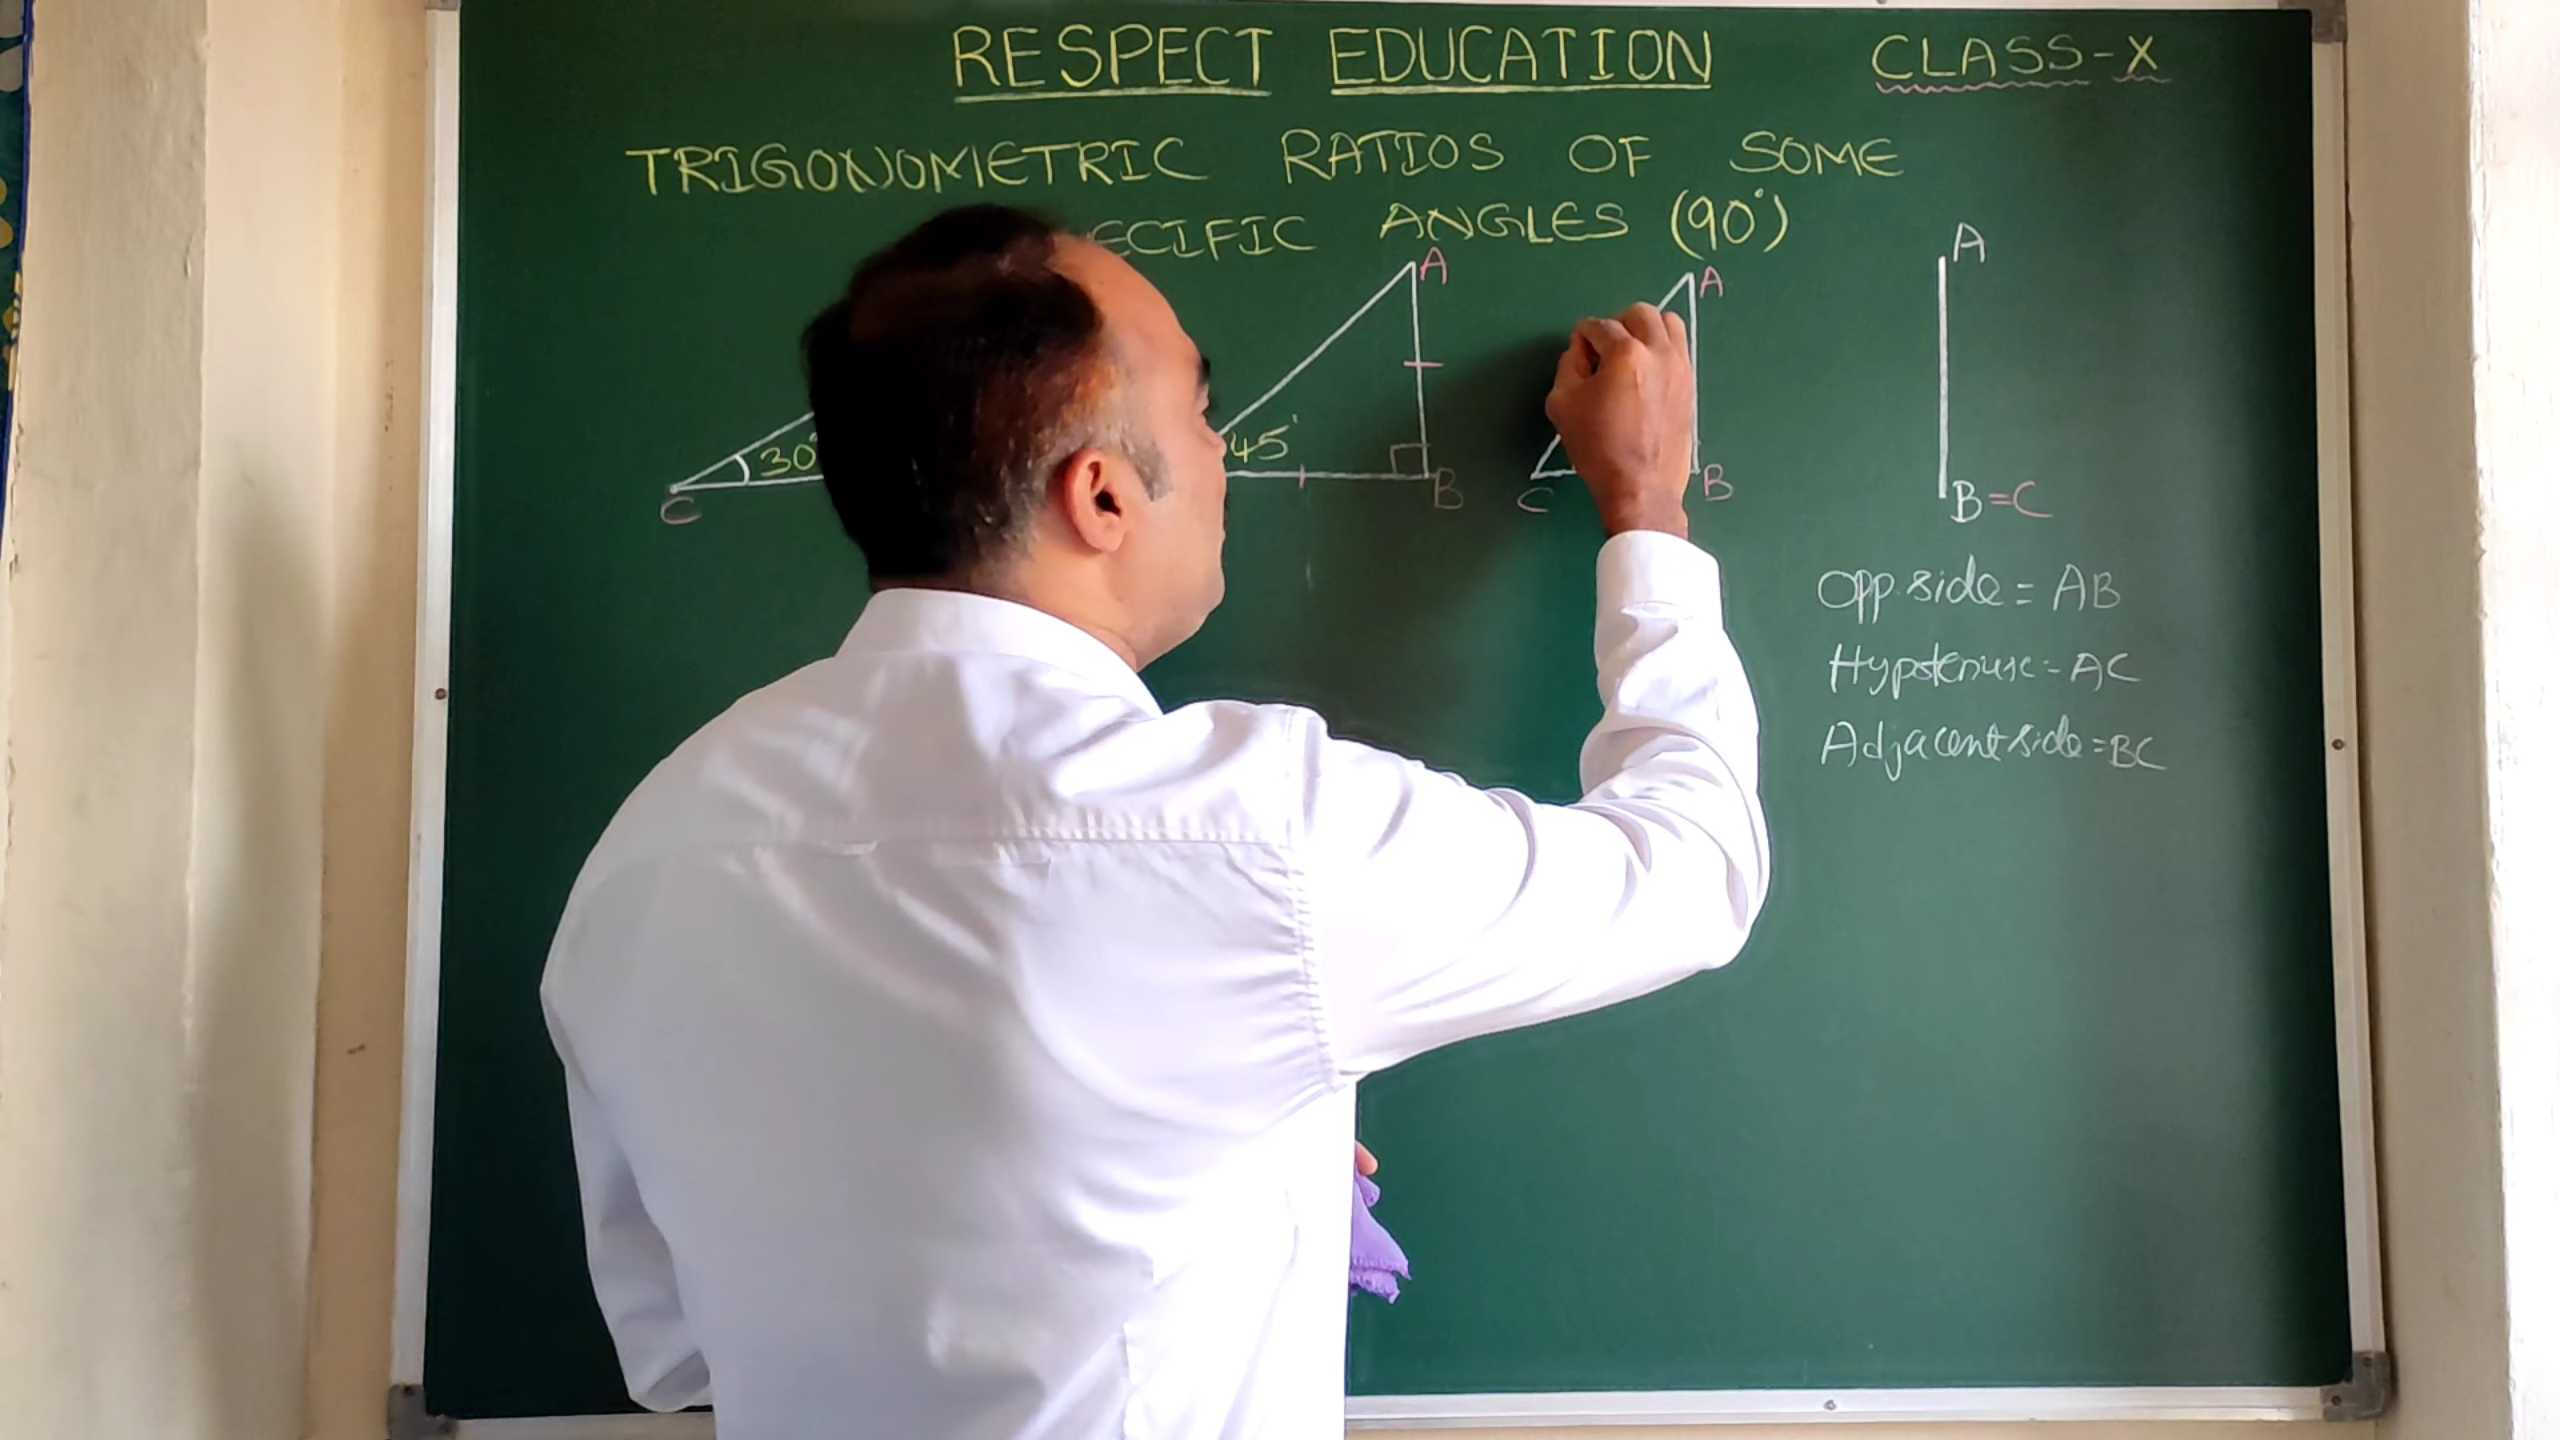 RESPECT EDUCATION CLASS-X
TRIGONOMETRIC RATIOS OF SOME
ECIFIC ANGLES (90°)
A
A
A
30°
45°
C
B
C
B
B=C
Opp.side = AB
Hypotenuse = AC
Adjacent side = BC